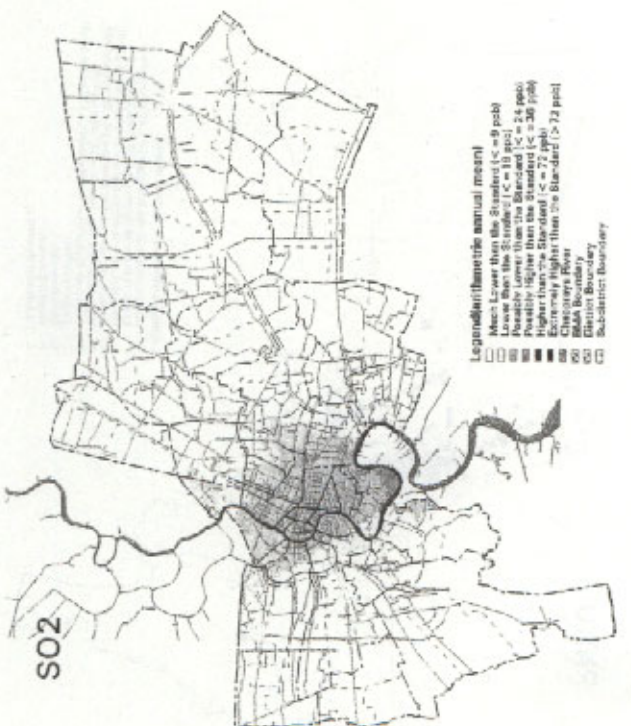 SO2
Legend(arithmetric annual mean)
Much Lower than the Standard (< = 9 ppb)
Lower than the Standard (< = 18 ppb)
Possibly Lower than the Standard (< = 24 ppb)
Possibly Higher than the Standard (< = 36 ppb)
Higher than the Standard (< = 72 ppb)
Extremely Higher than the Standard (> 72 ppb)
Chaopraya River
BMA Boundary
District Boundary
Subdistrict Boundary